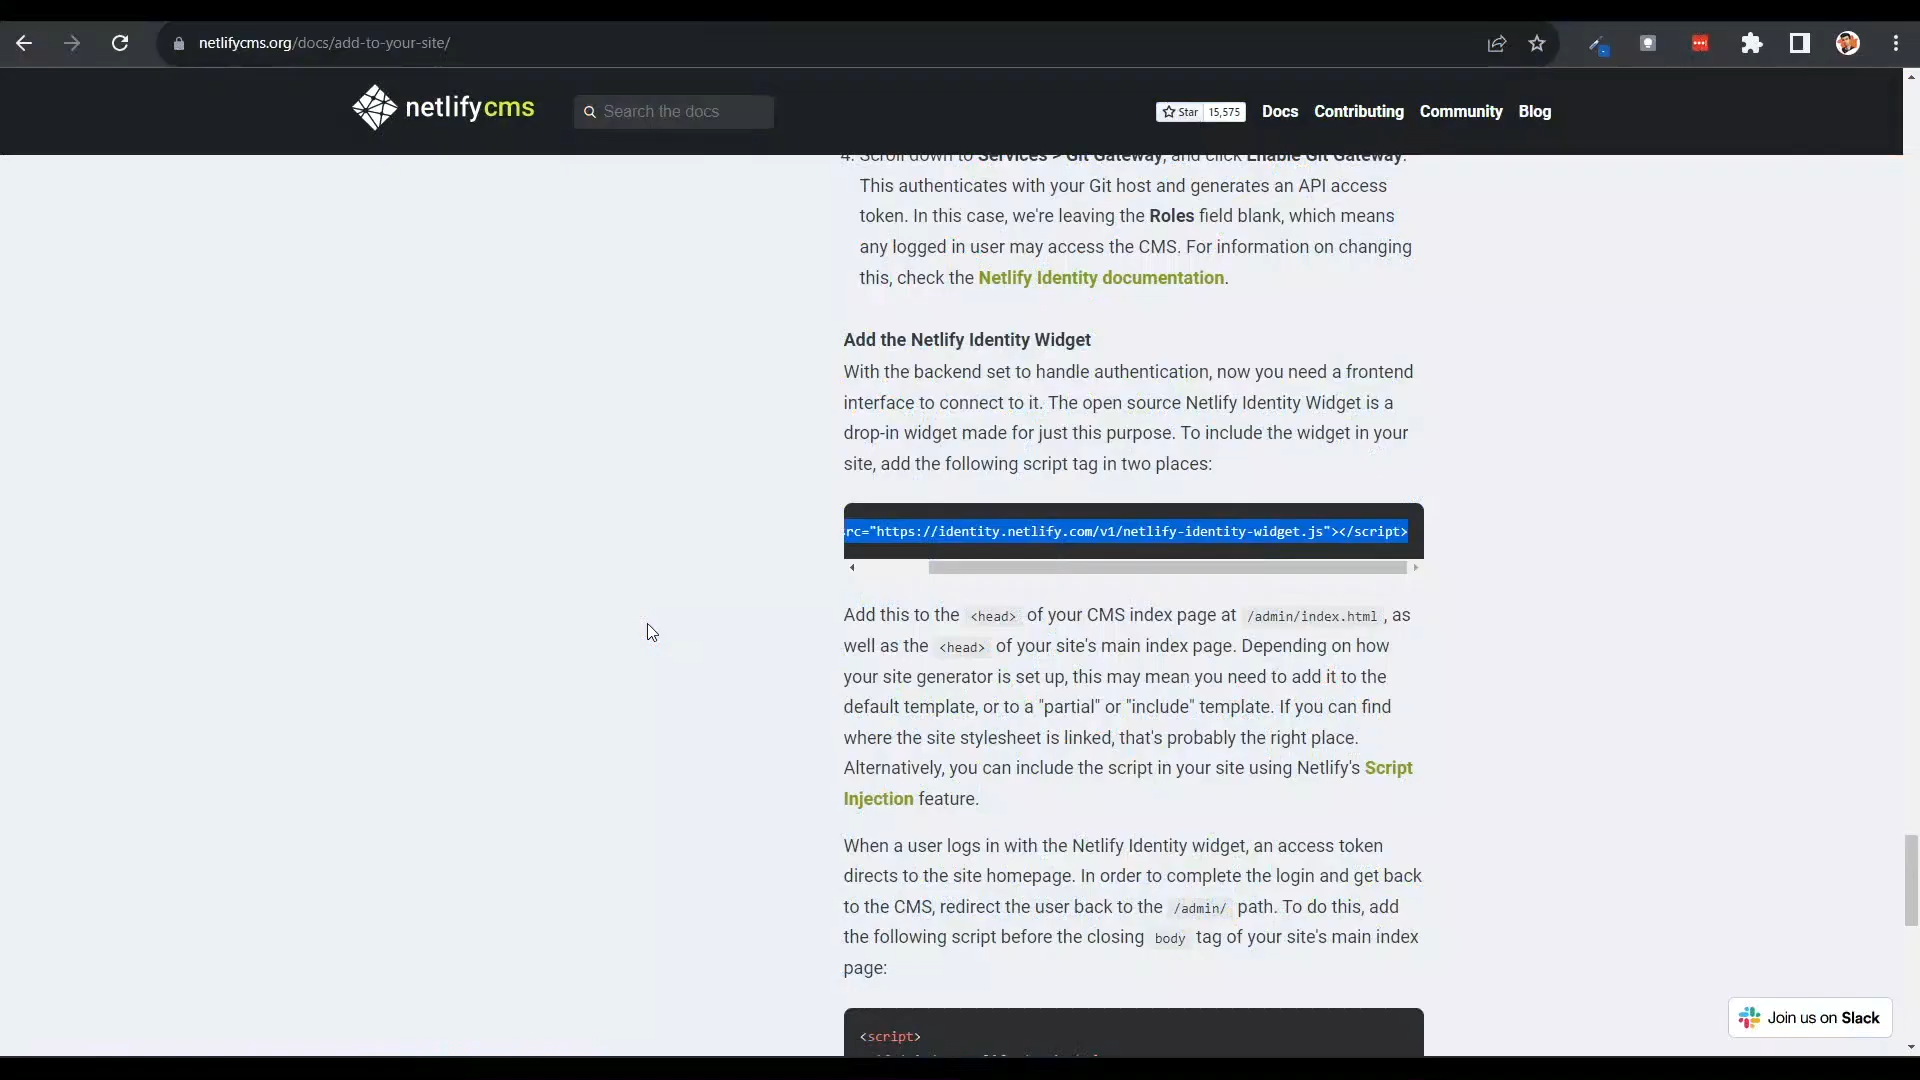 netlifycms.org/docs/add-to-your-site/
netlifycms
Search the docs
Star 15,575
Docs Contributing Community Blog
4. Scroll down to Services > Git Gateway, and click Enable Git Gateway.
This authenticates with your Git host and generates an API access
token. In this case, we're leaving the Roles field blank, which means
any logged in user may access the CMS. For information on changing
this, check the Netlify Identity documentation.
Add the Netlify Identity Widget
With the backend set to handle authentication, now you need a frontend
interface to connect to it. The open source Netlify Identity Widget is a
drop-in widget made for just this purpose. To include the widget in your
site, add the following script tag in two places:
rc="https://identity.netlify.com/v1/netlify-identity-widget.js"></script>
Add this to the <head> of your CMS index page at /admin/index.html , as
well as the <head> of your site's main index page. Depending on how
your site generator is set up, this may mean you need to add it to the
default template, or to a "partial" or "include" template. If you can find
where the site stylesheet is linked, that's probably the right place.
Alternatively, you can include the script in your site using Netlify's Script
Injection feature.
When a user logs in with the Netlify Identity widget, an access token
directs to the site homepage. In order to complete the login and get back
to the CMS, redirect the user back to the /admin/ path. To do this, add
the following script before the closing body tag of your site's main index
page:
<script>
Join us on Slack